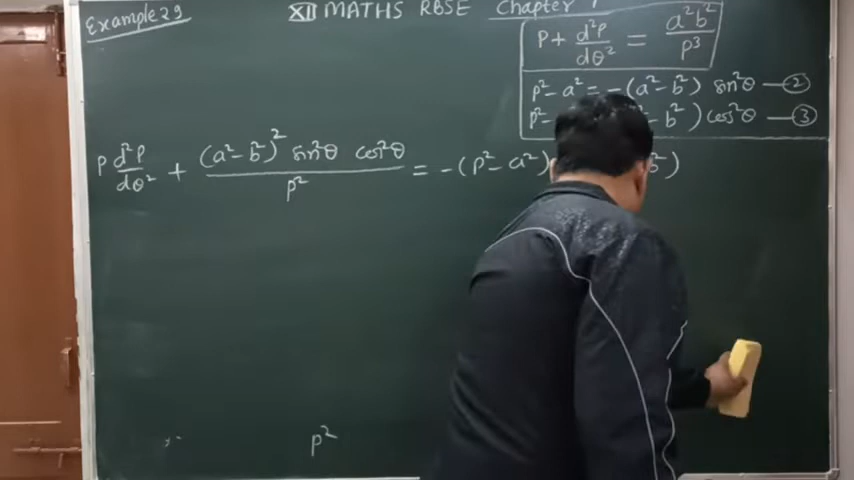 Example 29
XII MATHS RBSE Chapter 7
P + d²P/dθ² = a²b²/p³
p² - a² = -(a² - b²) sin²θ — ②
p² - b²) cos²θ — ③
P d²P/dθ² + (a² - b²)² sin²θ cos²θ / p² = -(p² - a²) b²)
p²